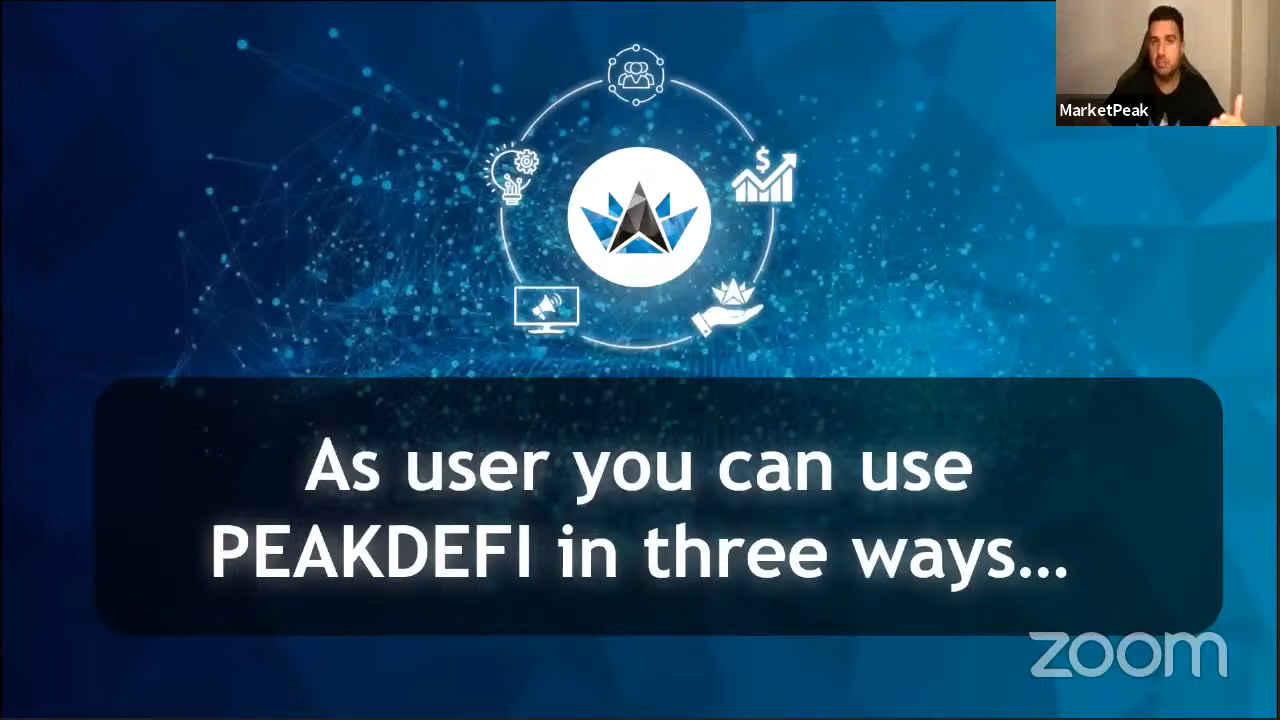 MarketPeak
$
As user you can use
PEAKDEFI in three ways...
zoom